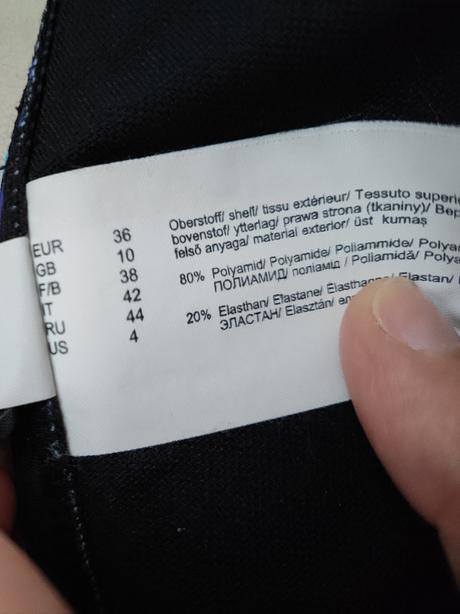 EUR 36
GB 10
F/B 38
IT 42
RU 44
US 4
Oberstoff/ shell/ tissu extérieur/ Tessuto
bovenstof/ ytterlag/ prawa strona (tkaniny)/
felső anyaga/ material exterior/ üst kumaş
80% Polyamid/ Polyamide/ Poliammide/
ПОЛИАМИД/ поліамід / Poliamidă/
20% Elasthan/ Elastane/ Elastan/
ЭЛАСТАН/ Elasztán/